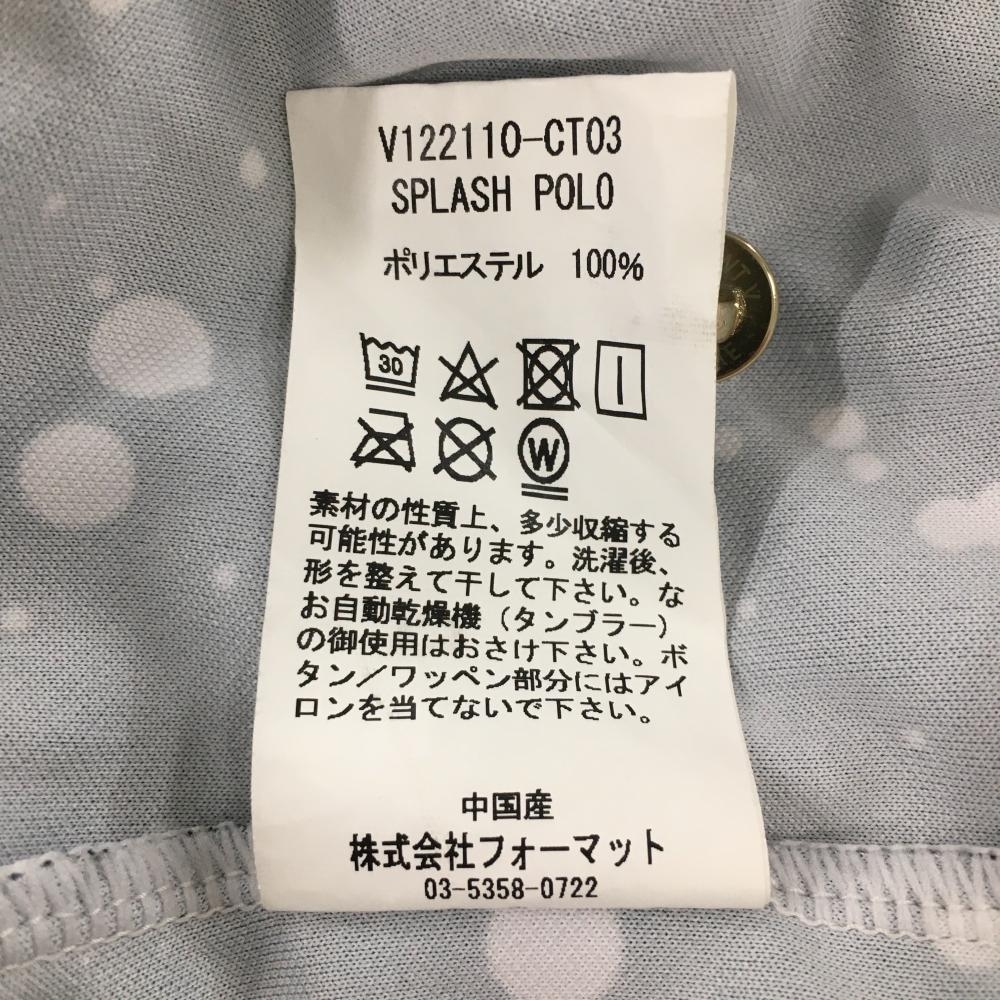 V122110-CT03
SPLASH POLO
ポリエステル 100%
30
W
素材の性質上、多少収縮する
可能性があります。洗濯後、
形を整えて干して下さい。な
お自動乾燥機（タンブラー）
の御使用はおさけ下さい。ボ
タン／ワッペン部分にはアイ
ロンを当てないで下さい。
中国産
株式会社フォーマット
03-5358-0722